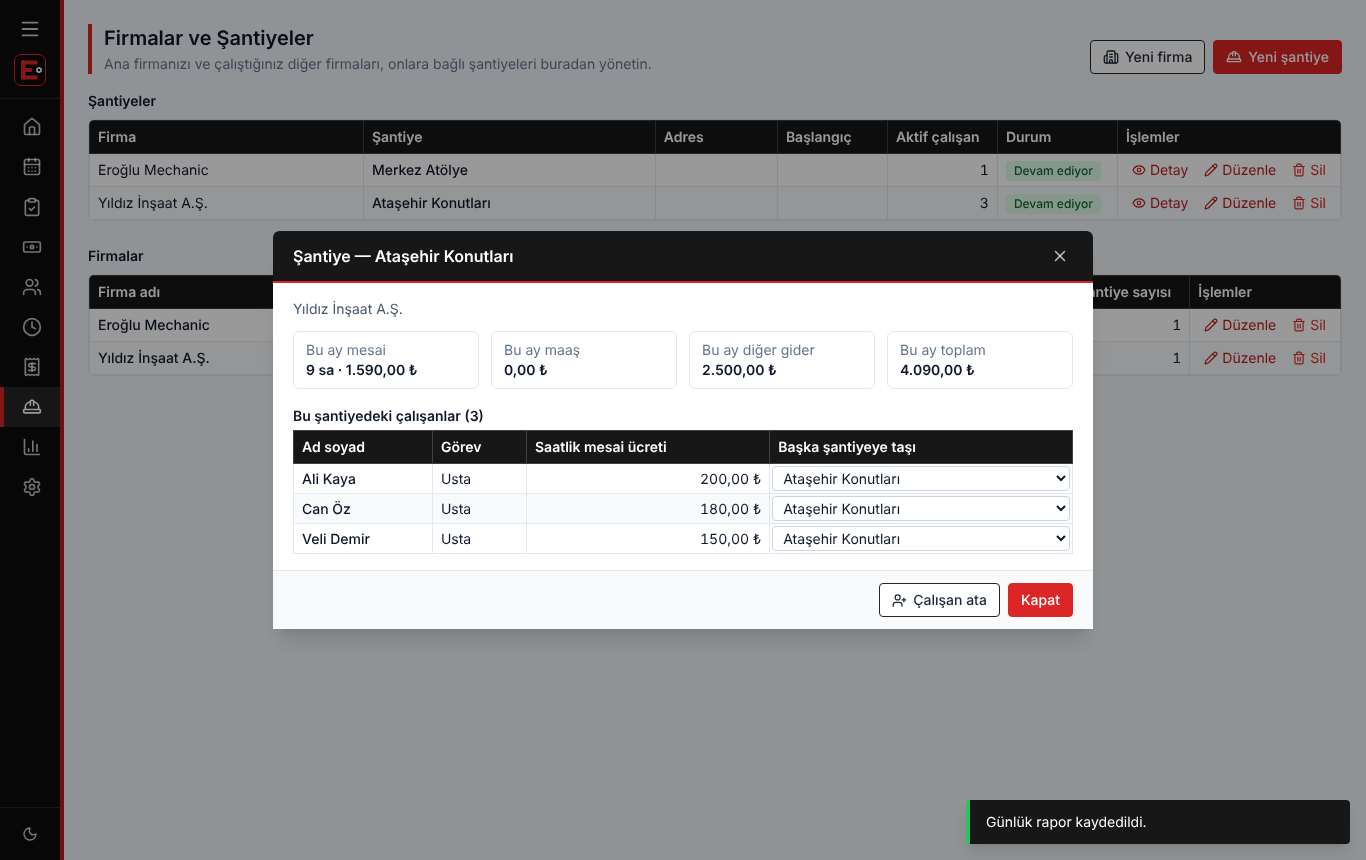 Firmalar ve Şantiyeler
Ana firmanızı ve çalıştığınız diğer firmaları, onlara bağlı şantiyeleri buradan yönetin.
Yeni firma
Yeni şantiye
Şantiyeler
Firma Şantiye Adres Başlangıç Aktif çalışan Durum İşlemler
Eroğlu Mechanic Merkez Atölye 1 Devam ediyor Detay Düzenle Sil
Yıldız İnşaat A.Ş. Ataşehir Konutları 3 Devam ediyor Detay Düzenle Sil
Firmalar
Firma adı sayısı İşlemler
Eroğlu Mechanic 1 Düzenle Sil
Yıldız İnşaat A.Ş. 1 Düzenle Sil
Şantiye — Ataşehir Konutları
Yıldız İnşaat A.Ş.
Bu ay mesai
9 sa · 1.590,00 ₺
Bu ay maaş
0,00 ₺
Bu ay diğer gider
2.500,00 ₺
Bu ay toplam
4.090,00 ₺
Bu şantiyedeki çalışanlar (3)
Ad soyad Görev Saatlik mesai ücreti Başka şantiyeye taşı
Ali Kaya Usta 200,00 ₺ Ataşehir Konutları
Can Öz Usta 180,00 ₺ Ataşehir Konutları
Veli Demir Usta 150,00 ₺ Ataşehir Konutları
Çalışan ata
Kapat
Günlük rapor kaydedildi.